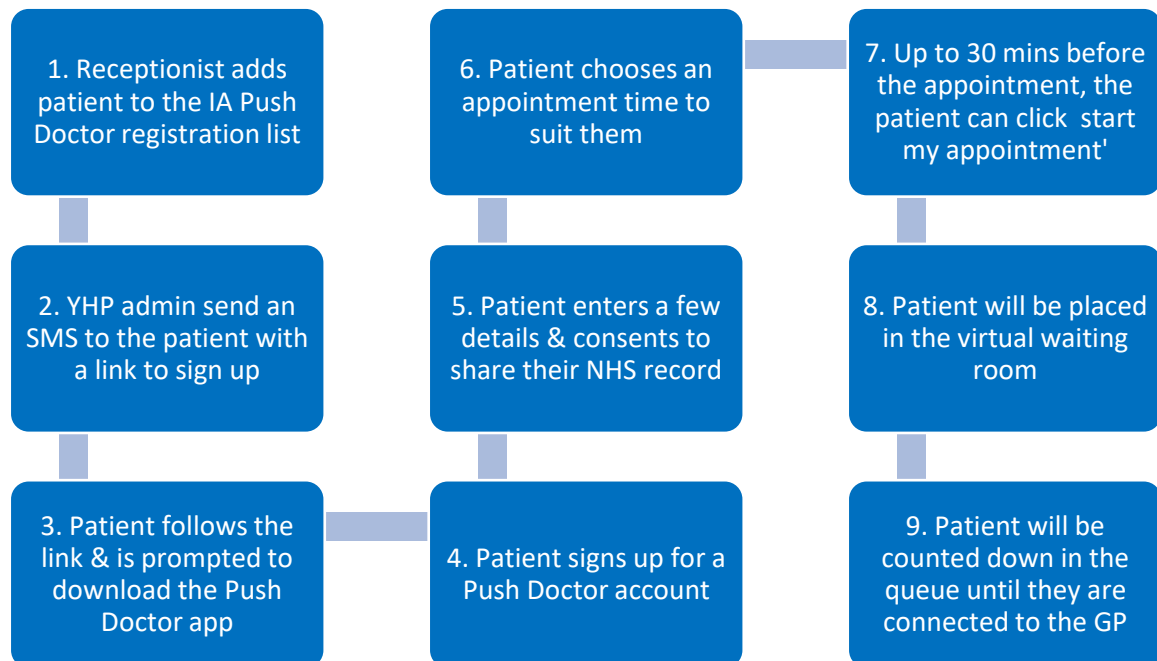 1. Receptionist adds
patient to the IA Push
Doctor registration list
2. YHP admin send an
SMS to the patient with
a link to sign up
3. Patient follows the
link & is prompted to
download the Push
Doctor app
4. Patient signs up for a
Push Doctor account
5. Patient enters a few
details & consents to
share their NHS record
6. Patient chooses an
appointment time to
suit them
7. Up to 30 mins before
the appointment, the
patient can click  start
my appointment'
8. Patient will be placed
in the virtual waiting
room
9. Patient will be
counted down in the
queue until they are
connected to the GP